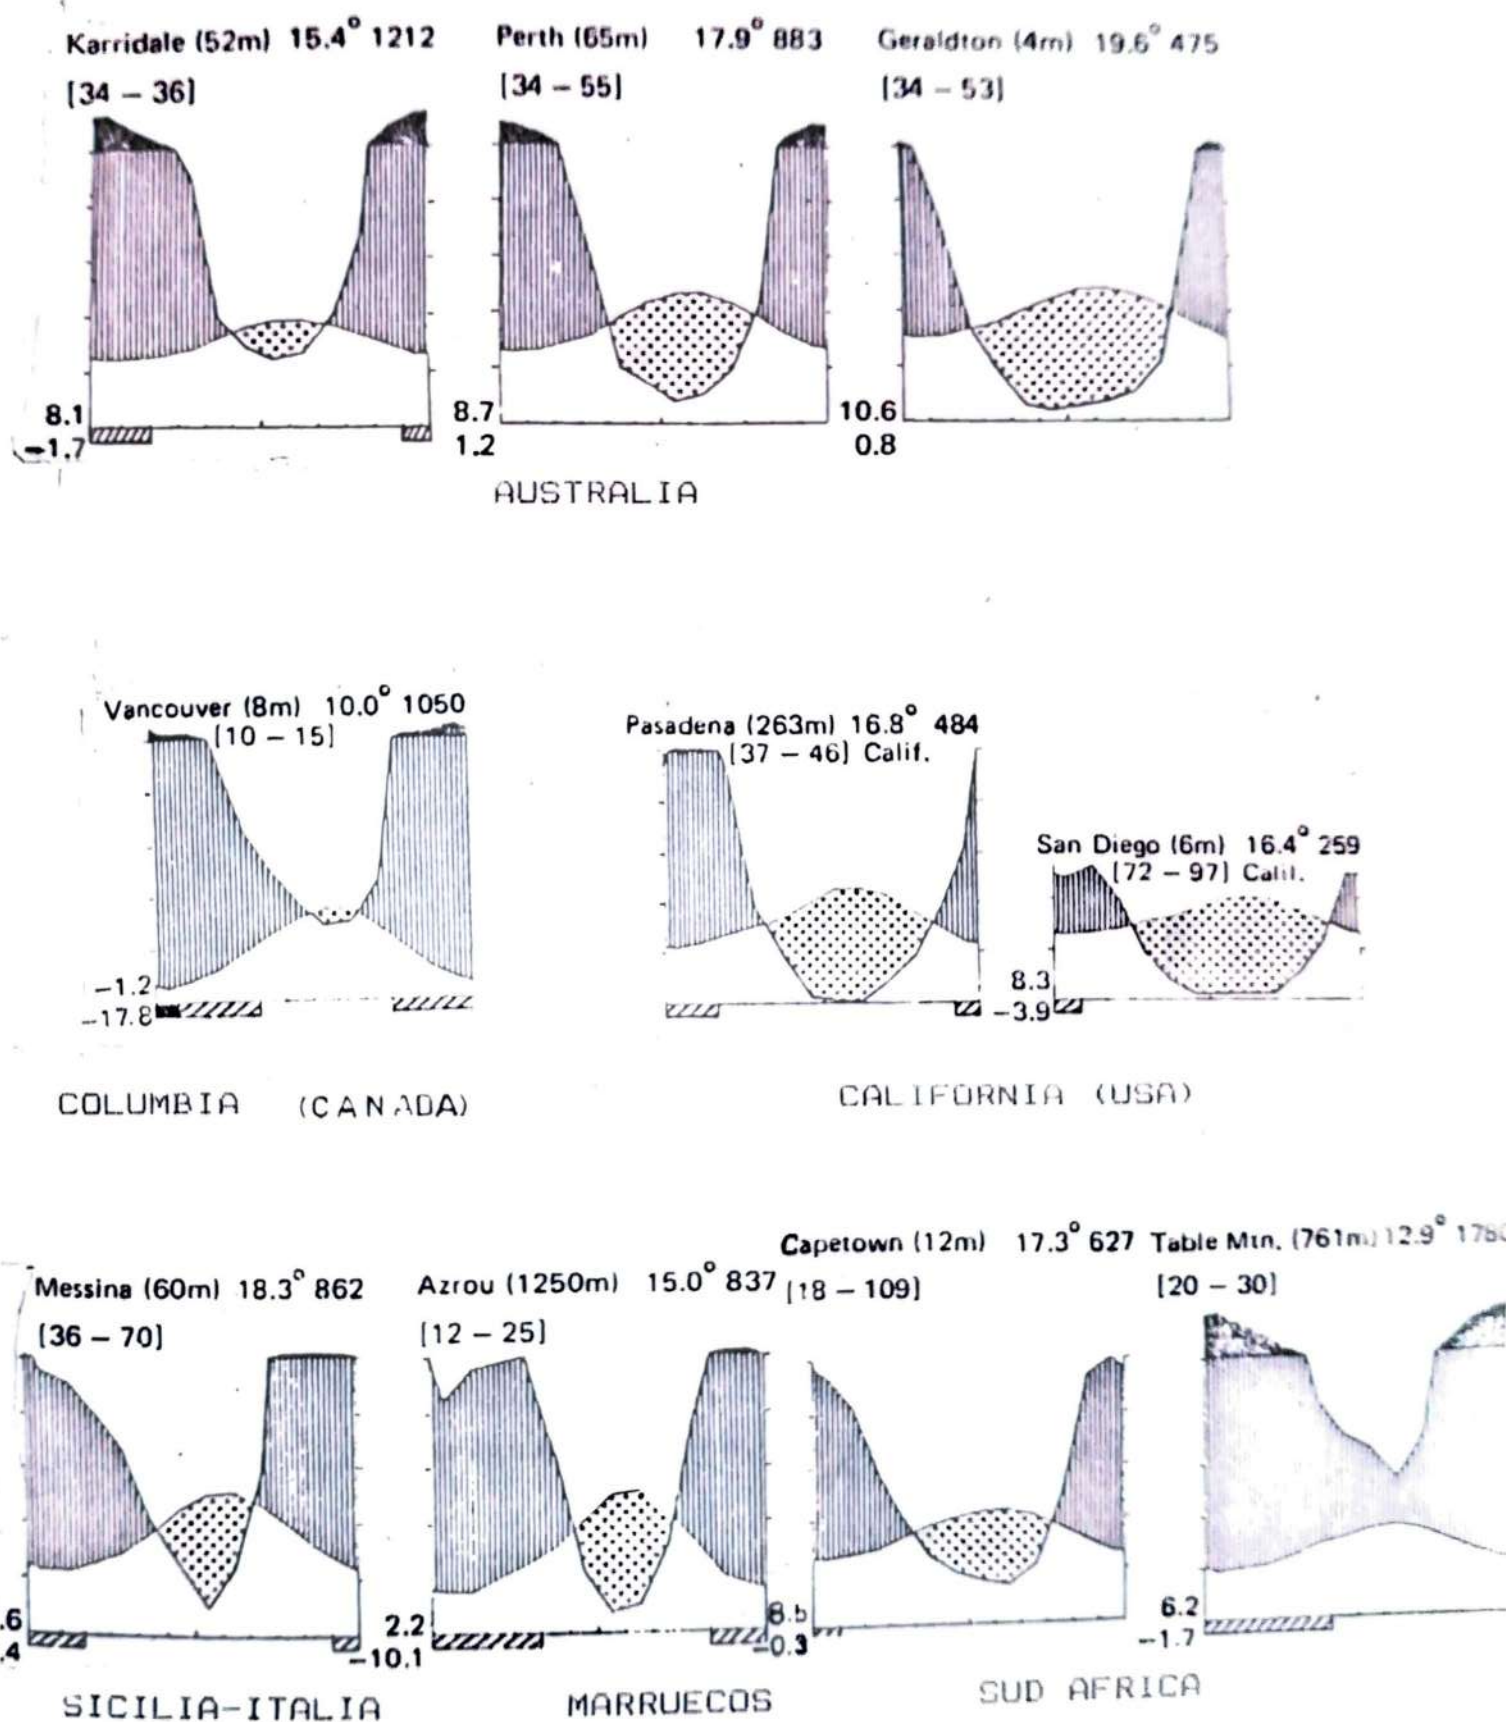 Karridale (52m) 15.4° 1212
[34 – 36]
8.1
–1.7
Perth (65m) 17.9° 883
[34 – 55]
8.7
1.2
Geraldton (4m) 19.6° 475
[34 – 53]
10.6
0.8
AUSTRALIA
Vancouver (8m) 10.0° 1050
[10 – 15]
–1.2
–17.8
COLUMBIA (CANADA)
Pasadena (263m) 16.8° 484
[37 – 46] Calif.
San Diego (6m) 16.4° 259
[72 – 97] Calif.
8.3
–3.9
CALIFORNIA (USA)
Messina (60m) 18.3° 862
[36 – 70]
.6
.4
SICILIA-ITALIA
Azrou (1250m) 15.0° 837
[12 – 25]
2.2
–10.1
MARRUECOS
Capetown (12m) 17.3° 627
[18 – 109]
–0.3
Table Mtn. (761m) 12.9°
[20 – 30]
6.2
–1.7
SUD AFRICA